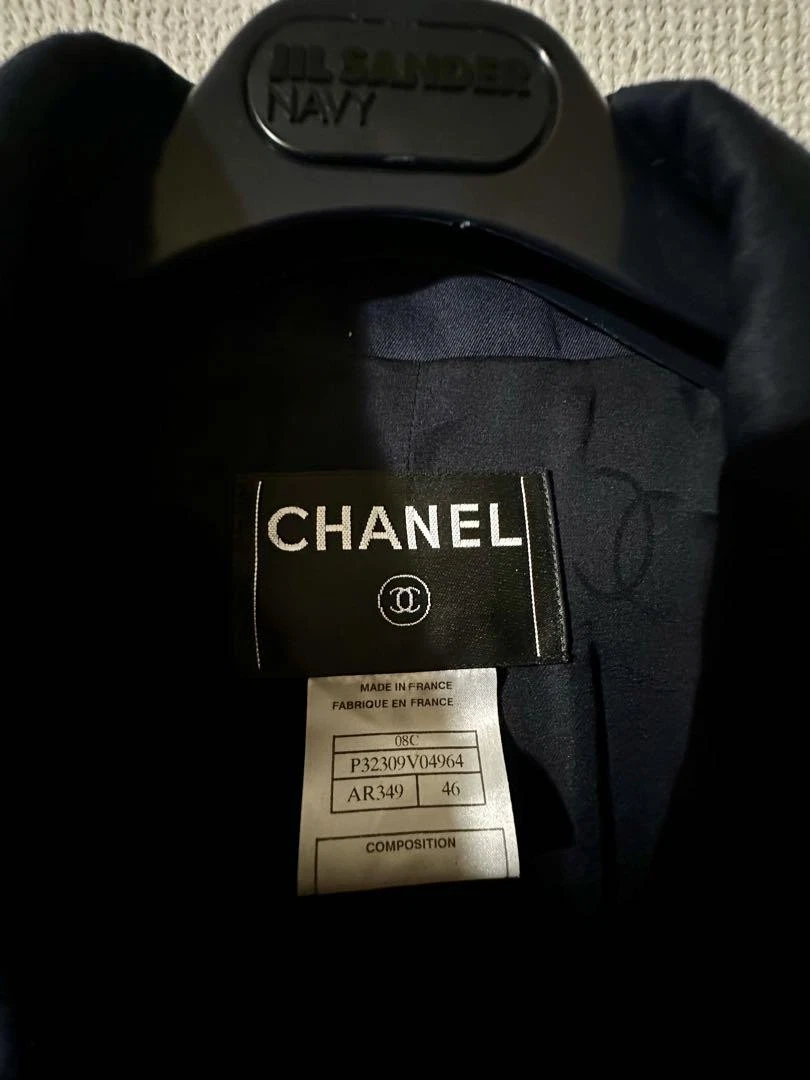 JIL SANDER
NAVY
CHANEL
MADE IN FRANCE
FABRIQUE EN FRANCE
08C
P32309V04964
AR349 46
COMPOSITION